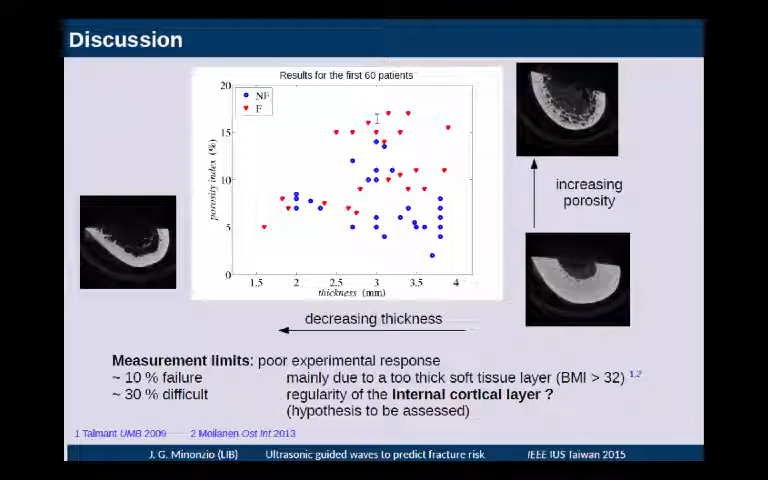 Discussion
Results for the first 60 patients
20
NF
F
15
porosity index (%)
10
5
0
1.5 2 2.5 3 3.5 4
thickness (mm)
increasing
porosity
decreasing thickness
Measurement limits: poor experimental response
~ 10 % failure mainly due to a too thick soft tissue layer (BMI > 32) 1,2
~ 30 % difficult regularity of the Internal cortical layer ?
(hypothesis to be assessed)
1 Talmant UMB 2009 2 Moilanen Ost Int 2013
J. G. Minonzio (LIB) Ultrasonic guided waves to predict fracture risk IEEE IUS Taiwan 2015